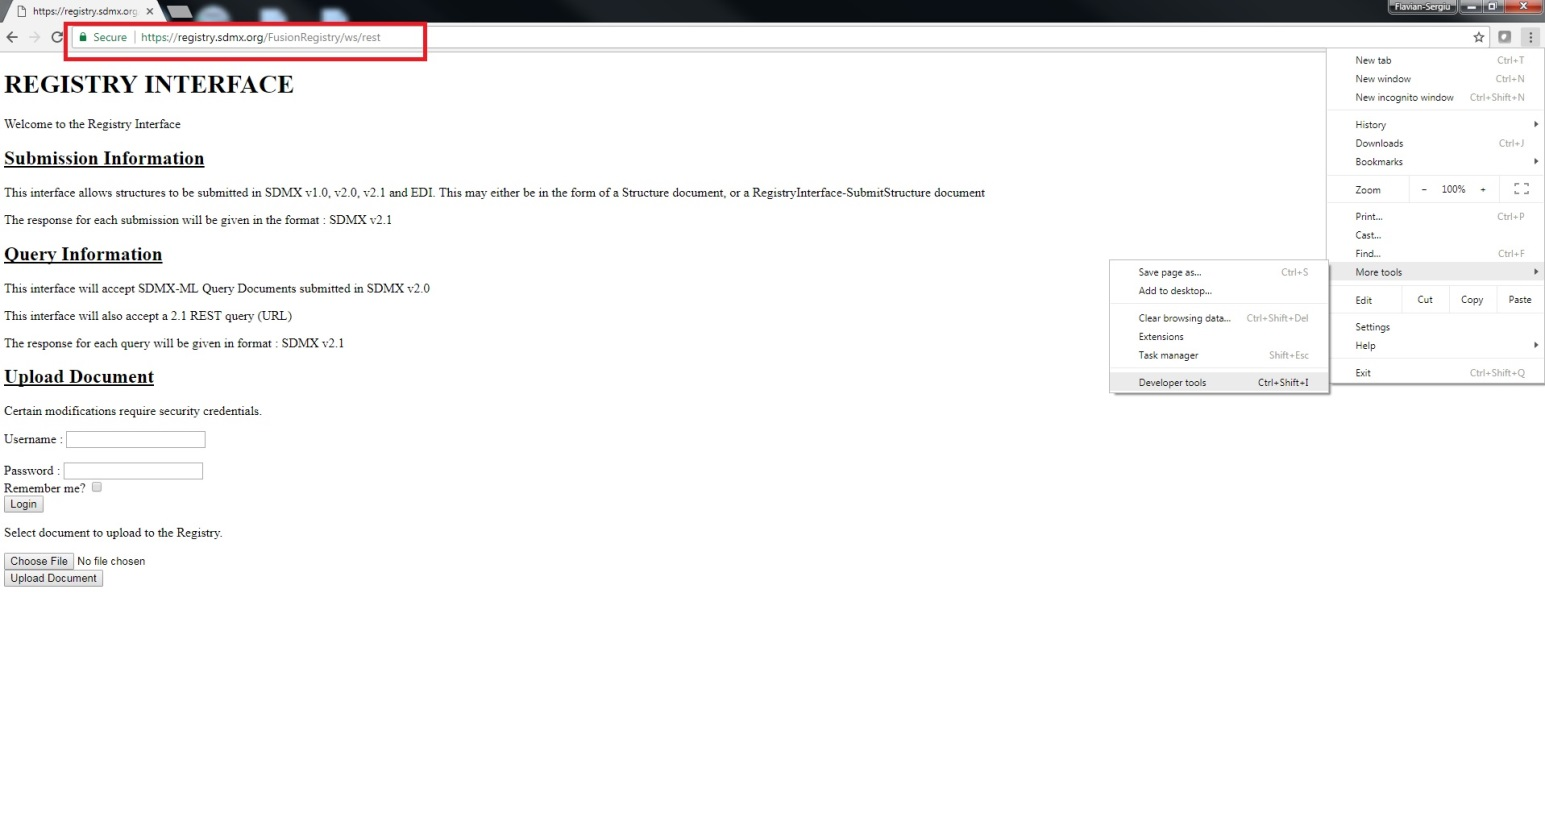 https://registry.sdmx.org
Flavian-Sergiu
Secure https://registry.sdmx.org/FusionRegistry/ws/rest
REGISTRY INTERFACE
Welcome to the Registry Interface
Submission Information
This interface allows structures to be submitted in SDMX v1.0, v2.0, v2.1 and EDI. This may either be in the form of a Structure document, or a RegistryInterface-SubmitStructure document
The response for each submission will be given in the format : SDMX v2.1
Query Information
This interface will accept SDMX-ML Query Documents submitted in SDMX v2.0
This interface will also accept a 2.1 REST query (URL)
The response for each query will be given in format : SDMX v2.1
Upload Document
Certain modifications require security credentials.
Username :
Password :
Remember me?
Login
Select document to upload to the Registry.
Choose File No file chosen
Upload Document
New tab Ctrl+T
New window Ctrl+N
New incognito window Ctrl+Shift+N
History
Downloads Ctrl+J
Bookmarks
Zoom - 100% +
Print... Ctrl+P
Cast...
Find... Ctrl+F
More tools
Edit Cut Copy Paste
Settings
Help
Exit Ctrl+Shift+Q
Save page as... Ctrl+S
Add to desktop...
Clear browsing data... Ctrl+Shift+Del
Extensions
Task manager Shift+Esc
Developer tools Ctrl+Shift+I